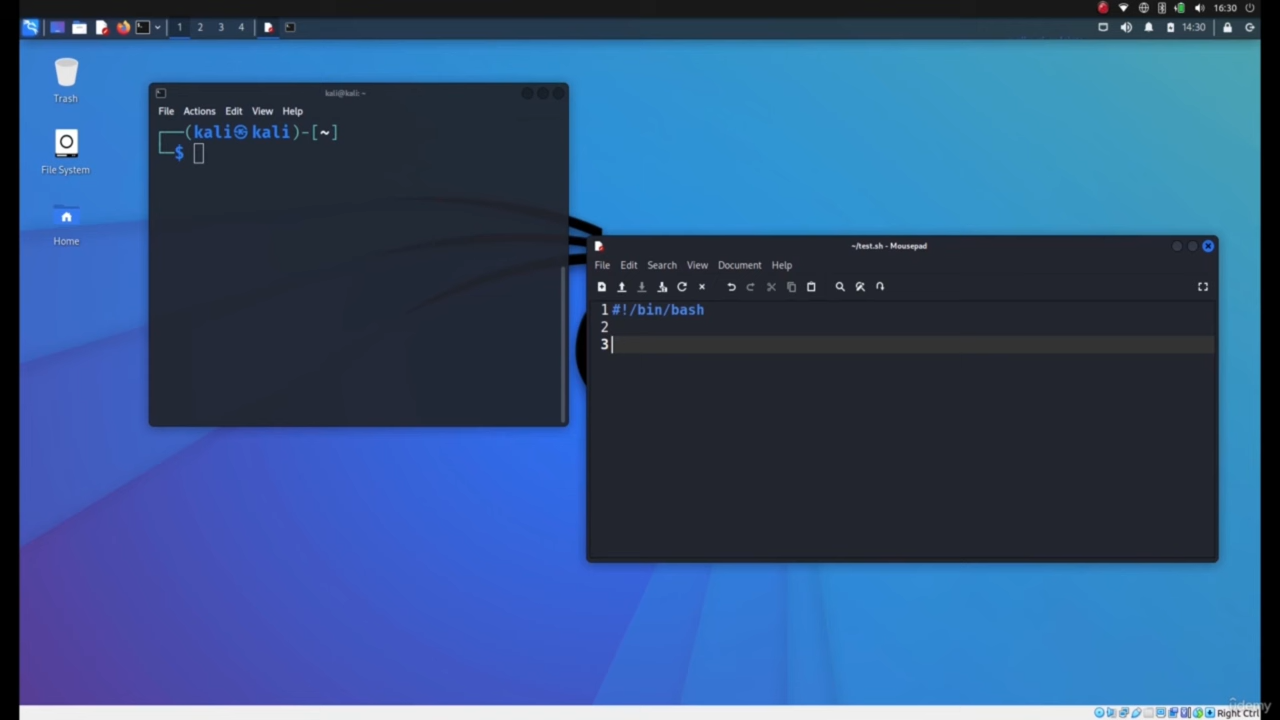 16:30
1 2 3 4
14:30
Trash
File System
Home
kali@kali: ~
File Actions Edit View Help
┌──(kali㉿kali)-[~]
└─$
~/test.sh - Mousepad
File Edit Search View Document Help
1 #!/bin/bash
2
3
udemy
Right Ctrl